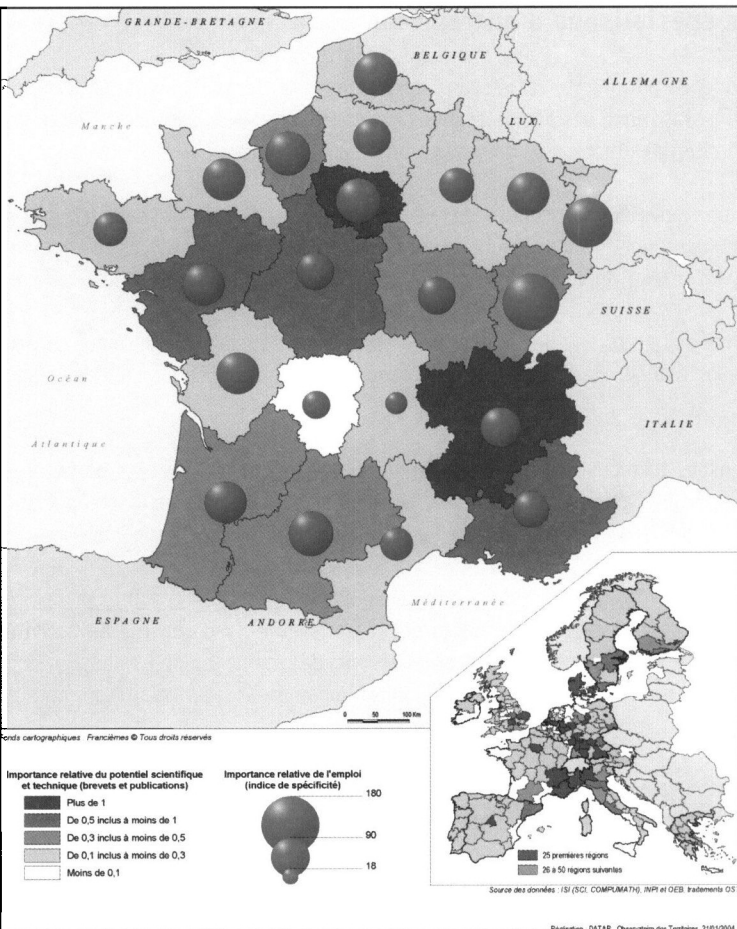 GRANDE-BRETAGNE
BELGIQUE
ALLEMAGNE
Manche
LUX.
SUISSE
Océan
Atlantique
ITALIE
Méditerranée
ESPAGNE
ANDORRE
0 50 100 Km
Fonds cartographiques Francièmes © Tous droits réservés
Importance relative du potentiel scientifique
et technique (brevets et publications)
Plus de 1
De 0,5 inclus à moins de 1
De 0,3 inclus à moins de 0,5
De 0,1 inclus à moins de 0,3
Moins de 0,1
Importance relative de l'emploi
(indice de spécificité)
180
90
18
25 premières régions
26 à 50 régions suivantes
Source des données : ISI (SCI, COMPUMATH), INPI et OEB, traitements OST
Réalisation : DATAR - Observatoire des Territoires, 21/01/2004